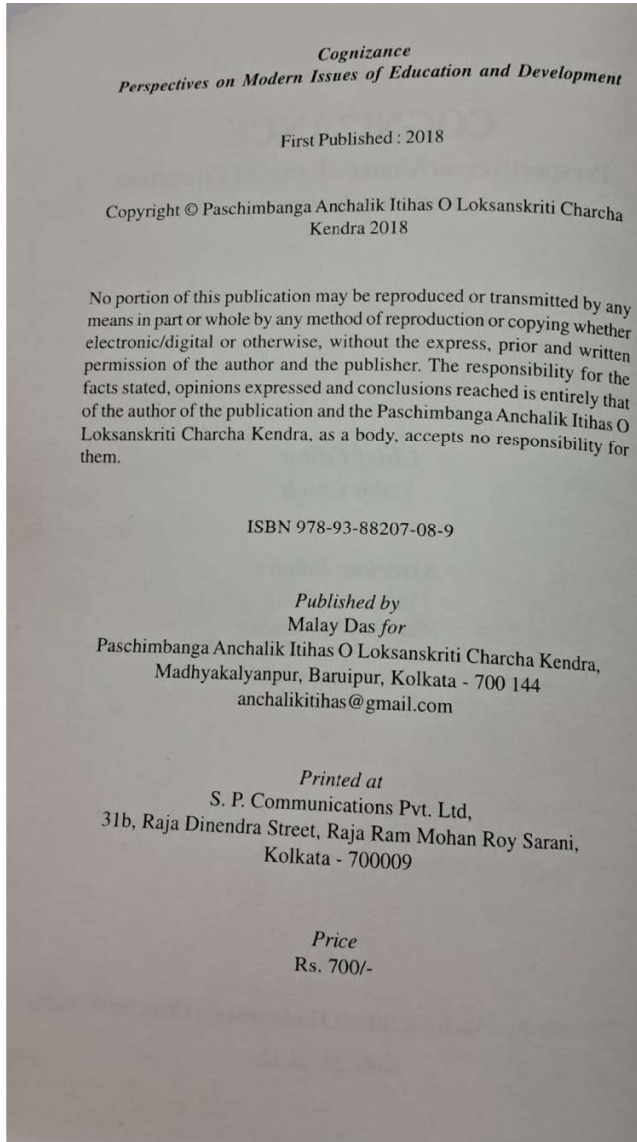 Cognizance
Perspectives on Modern Issues of Education and Development
First Published : 2018
Copyright © Paschimbanga Anchalik Itihas O Loksanskriti Charcha
Kendra 2018
No portion of this publication may be reproduced or transmitted by any
means in part or whole by any method of reproduction or copying whether
electronic/digital or otherwise, without the express, prior and written
permission of the author and the publisher. The responsibility for the
facts stated, opinions expressed and conclusions reached is entirely that
of the author of the publication and the Paschimbanga Anchalik Itihas O
Loksanskriti Charcha Kendra, as a body, accepts no responsibility for
them.
ISBN 978-93-88207-08-9
Published by
Malay Das for
Paschimbanga Anchalik Itihas O Loksanskriti Charcha Kendra,
Madhyakalyanpur, Baruipur, Kolkata - 700 144
anchalikitihas@gmail.com
Printed at
S. P. Communications Pvt. Ltd,
31b, Raja Dinendra Street, Raja Ram Mohan Roy Sarani,
Kolkata - 700009
Price
Rs. 700/-